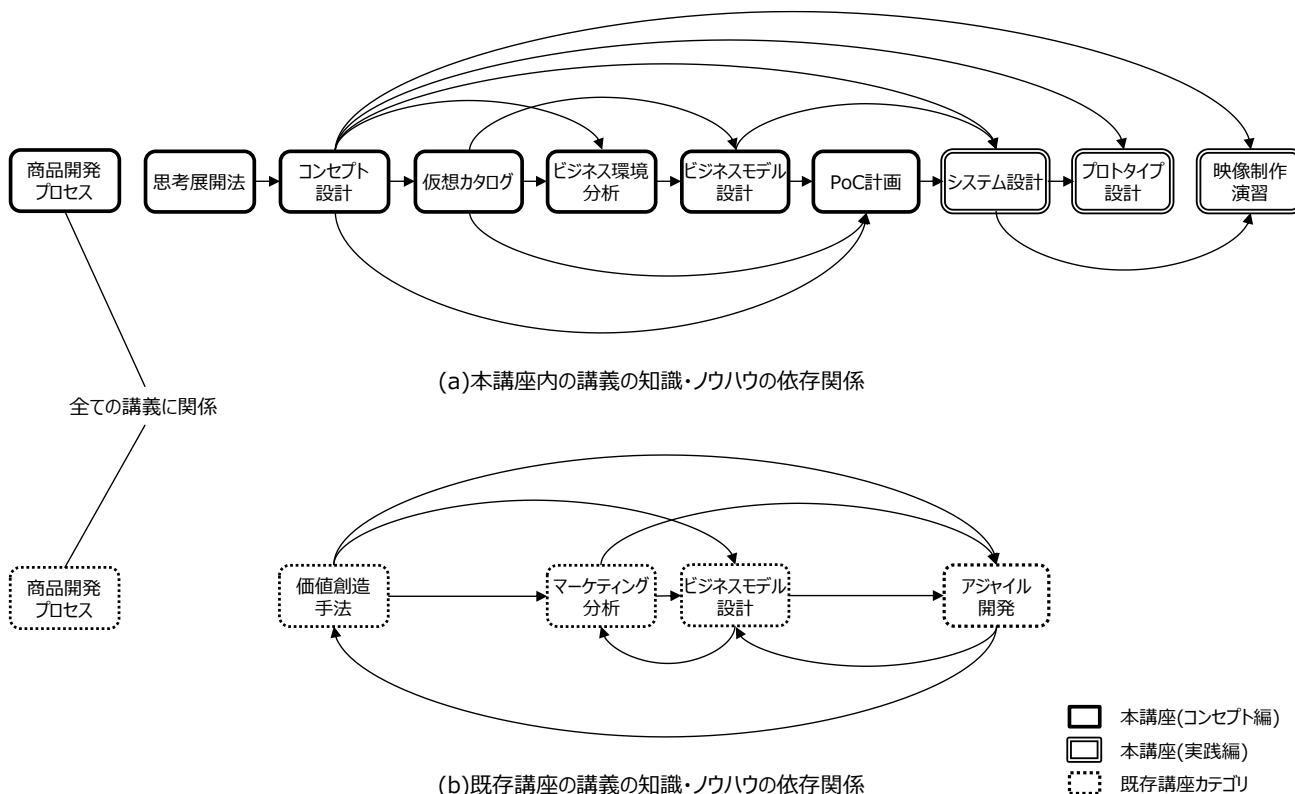 商品開発
プロセス
思考展開法
コンセプト
設計
仮想カタログ
ビジネス環境
分析
ビジネスモデル
設計
PoC計画
システム設計
プロトタイプ
設計
映像制作
演習
(a)本講座内の講義の知識・ノウハウの依存関係
全ての講義に関係
商品開発
プロセス
価値創造
手法
マーケティング
分析
ビジネスモデル
設計
アジャイル
開発
本講座(コンセプト編)
本講座(実践編)
既存講座カテゴリ
(b)既存講座の講義の知識・ノウハウの依存関係